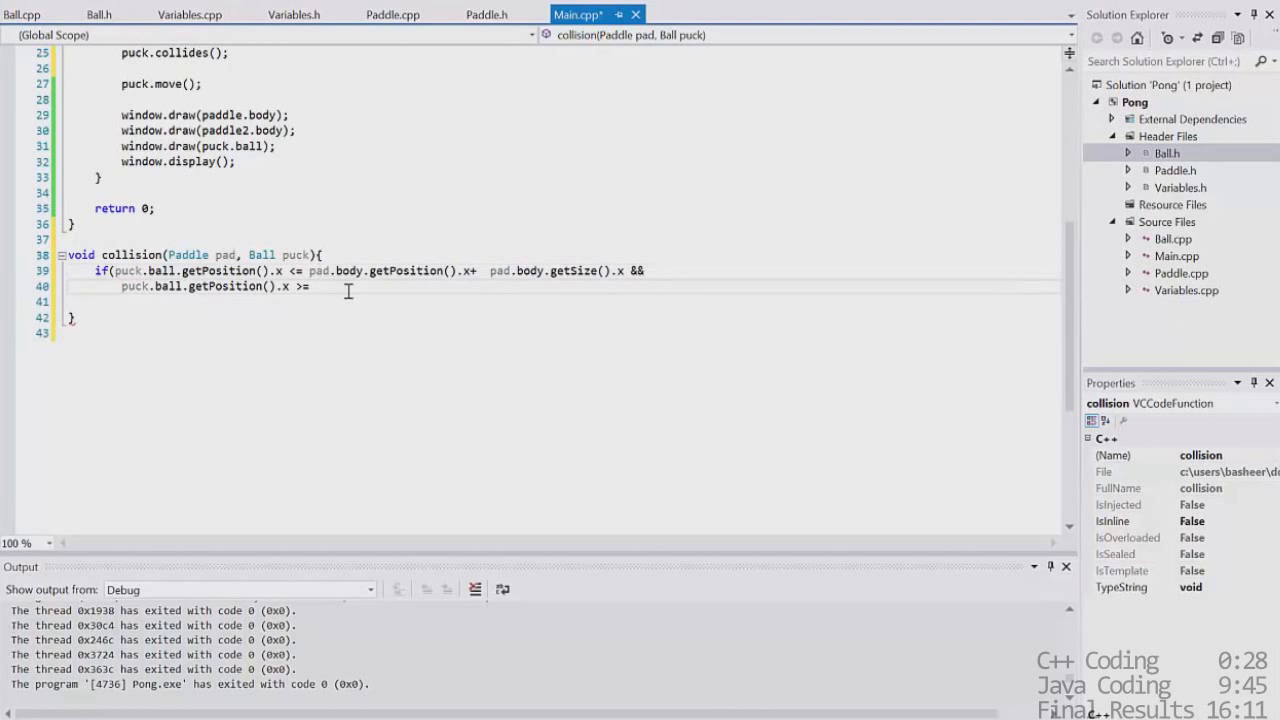 Ball.cpp Ball.h Variables.cpp Variables.h Paddle.cpp Paddle.h Main.cpp*
(Global Scope) collision(Paddle pad, Ball puck)
25 puck.collides();
26
27 puck.move();
28
29 window.draw(paddle.body);
30 window.draw(paddle2.body);
31 window.draw(puck.ball);
32 window.display();
33 }
34
35 return 0;
36 }
37
38 void collision(Paddle pad, Ball puck){
39 if(puck.ball.getPosition().x <= pad.body.getPosition().x+  pad.body.getSize().x &&
40 puck.ball.getPosition().x >=
41
42 }
43
100 %
Output
Show output from: Debug
The thread 0x1938 has exited with code 0 (0x0).
The thread 0x30c4 has exited with code 0 (0x0).
The thread 0x246c has exited with code 0 (0x0).
The thread 0x3724 has exited with code 0 (0x0).
The thread 0x363c has exited with code 0 (0x0).
The program '[4736] Pong.exe' has exited with code 0 (0x0).
Solution Explorer
Search Solution Explorer (Ctrl+;)
Solution 'Pong' (1 project)
Pong
External Dependencies
Header Files
Ball.h
Paddle.h
Variables.h
Resource Files
Source Files
Ball.cpp
Main.cpp
Paddle.cpp
Variables.cpp
Properties
collision VCCodeFunction
C++
(Name) collision
File c:\users\basheer\d
FullName collision
IsInjected False
IsInline False
IsOverloaded False
IsSealed False
IsTemplate False
TypeString void
C++ Coding 0:28
Java Coding 9:45
Final Results 16:11
C++